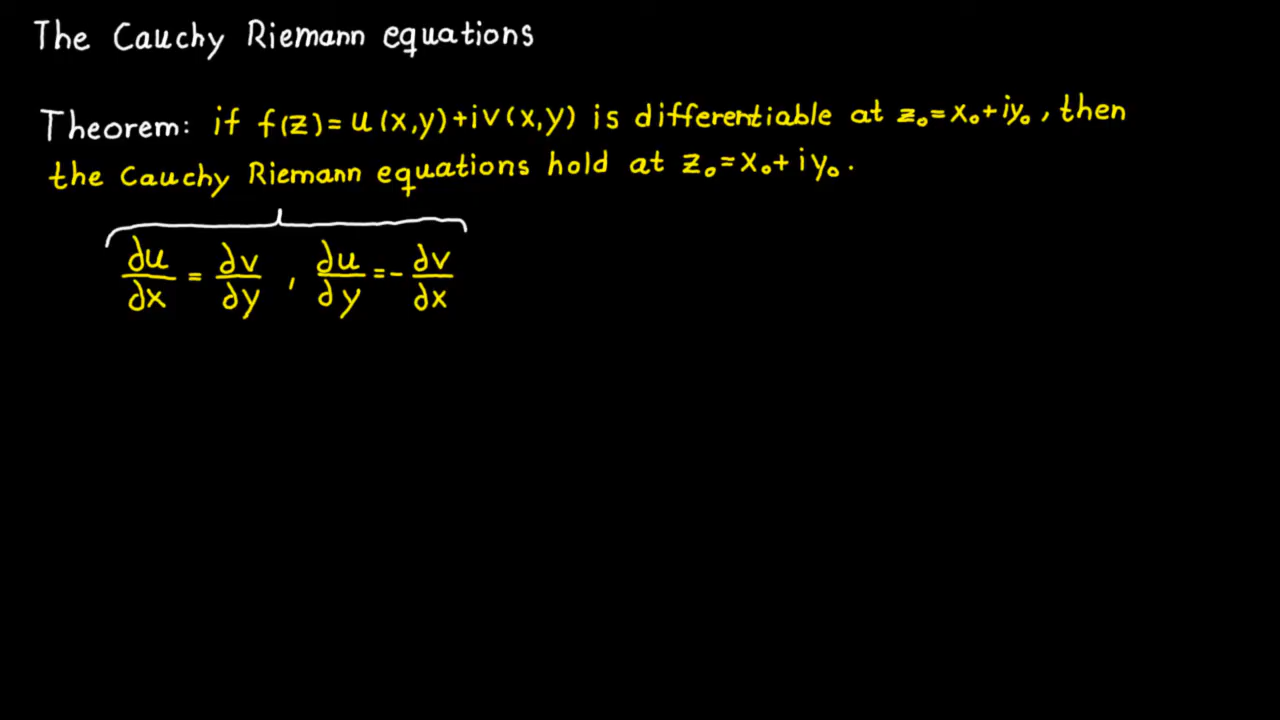 The Cauchy Riemann equations
Theorem: if f(z)=u(x,y)+iv(x,y) is differentiable at z₀=x₀+iy₀, then
the Cauchy Riemann equations hold at z₀=x₀+iy₀.
∂u/∂x = ∂v/∂y , ∂u/∂y = - ∂v/∂x